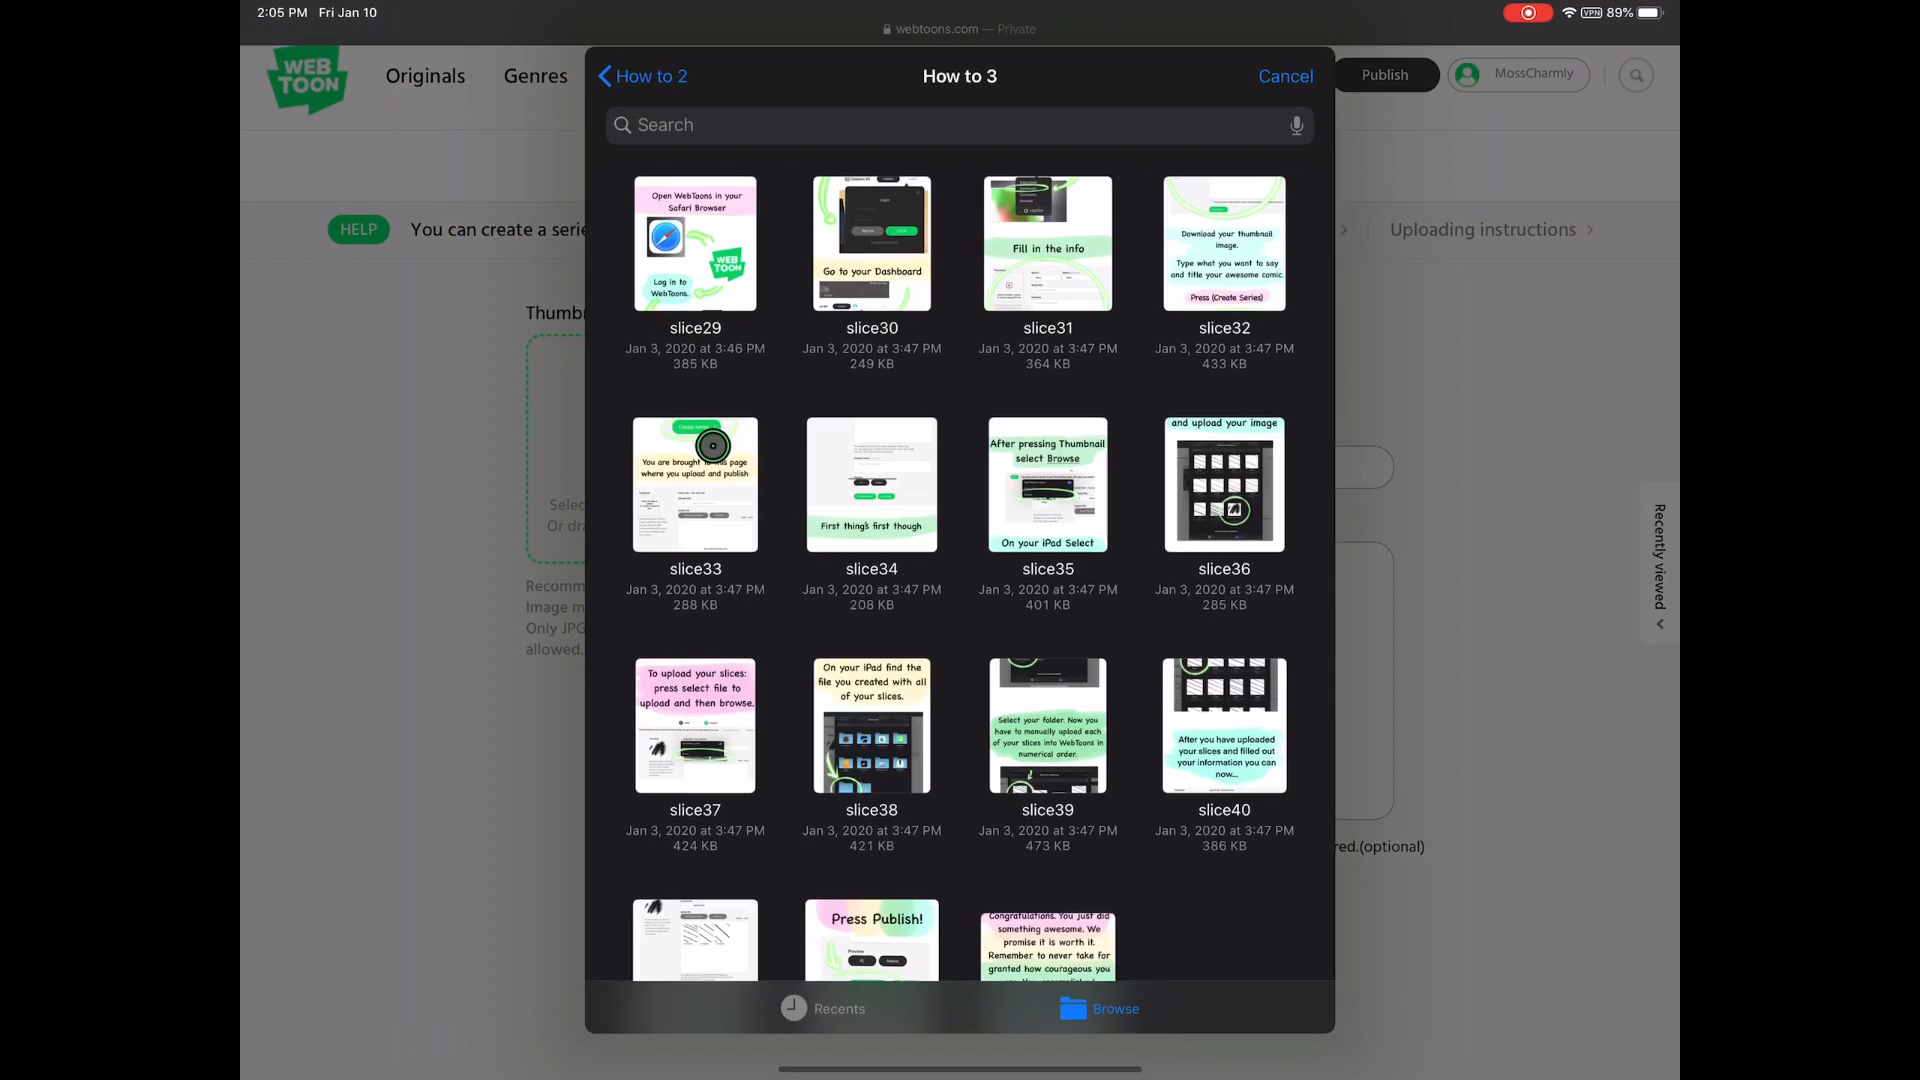 2:05 PM Fri Jan 10
VPN 89%
webtoons.com — Private
WEB
TOON
Originals
Genres
Publish
MossCharmly
How to 2
How to 3
Cancel
Search
HELP
You can create a serie
Uploading instructions
Thumbn
Selec
Or dra
Recomm
Image m
Only JPG
allowed.
red.(optional)
Recently viewed
Open WebToons in your
Safari Browser
WEB
TOON
Log in to
WebToons.
Login
Go to your Dashboard
Fill in the info
Download your thumbnail
image.
Type what you want to say
and title your awesome comic.
Press (Create Series)
slice29
slice30
slice31
slice32
Jan 3, 2020 at 3:46 PM
385 KB
Jan 3, 2020 at 3:47 PM
249 KB
Jan 3, 2020 at 3:47 PM
364 KB
Jan 3, 2020 at 3:47 PM
433 KB
You are brought to this page
where you upload and publish
First thing's first though
After pressing Thumbnail
select Browse
On your iPad Select
and upload your image
slice33
slice34
slice35
slice36
Jan 3, 2020 at 3:47 PM
288 KB
Jan 3, 2020 at 3:47 PM
208 KB
Jan 3, 2020 at 3:47 PM
401 KB
Jan 3, 2020 at 3:47 PM
285 KB
To upload your slices:
press select file to
upload and then browse.
On your iPad find the
file you created with all
of your slices.
Select your folder. Now you
have to manually upload each
of your slices into WebToons in
numerical order.
After you have uploaded
your slices and filled out
your information you can
now...
slice37
slice38
slice39
slice40
Jan 3, 2020 at 3:47 PM
424 KB
Jan 3, 2020 at 3:47 PM
421 KB
Jan 3, 2020 at 3:47 PM
473 KB
Jan 3, 2020 at 3:47 PM
386 KB
Press Publish!
Preview
Congratulations. You just did
something awesome. We
promise it is worth it.
Remember to never take for
granted how courageous you
Recents
Browse